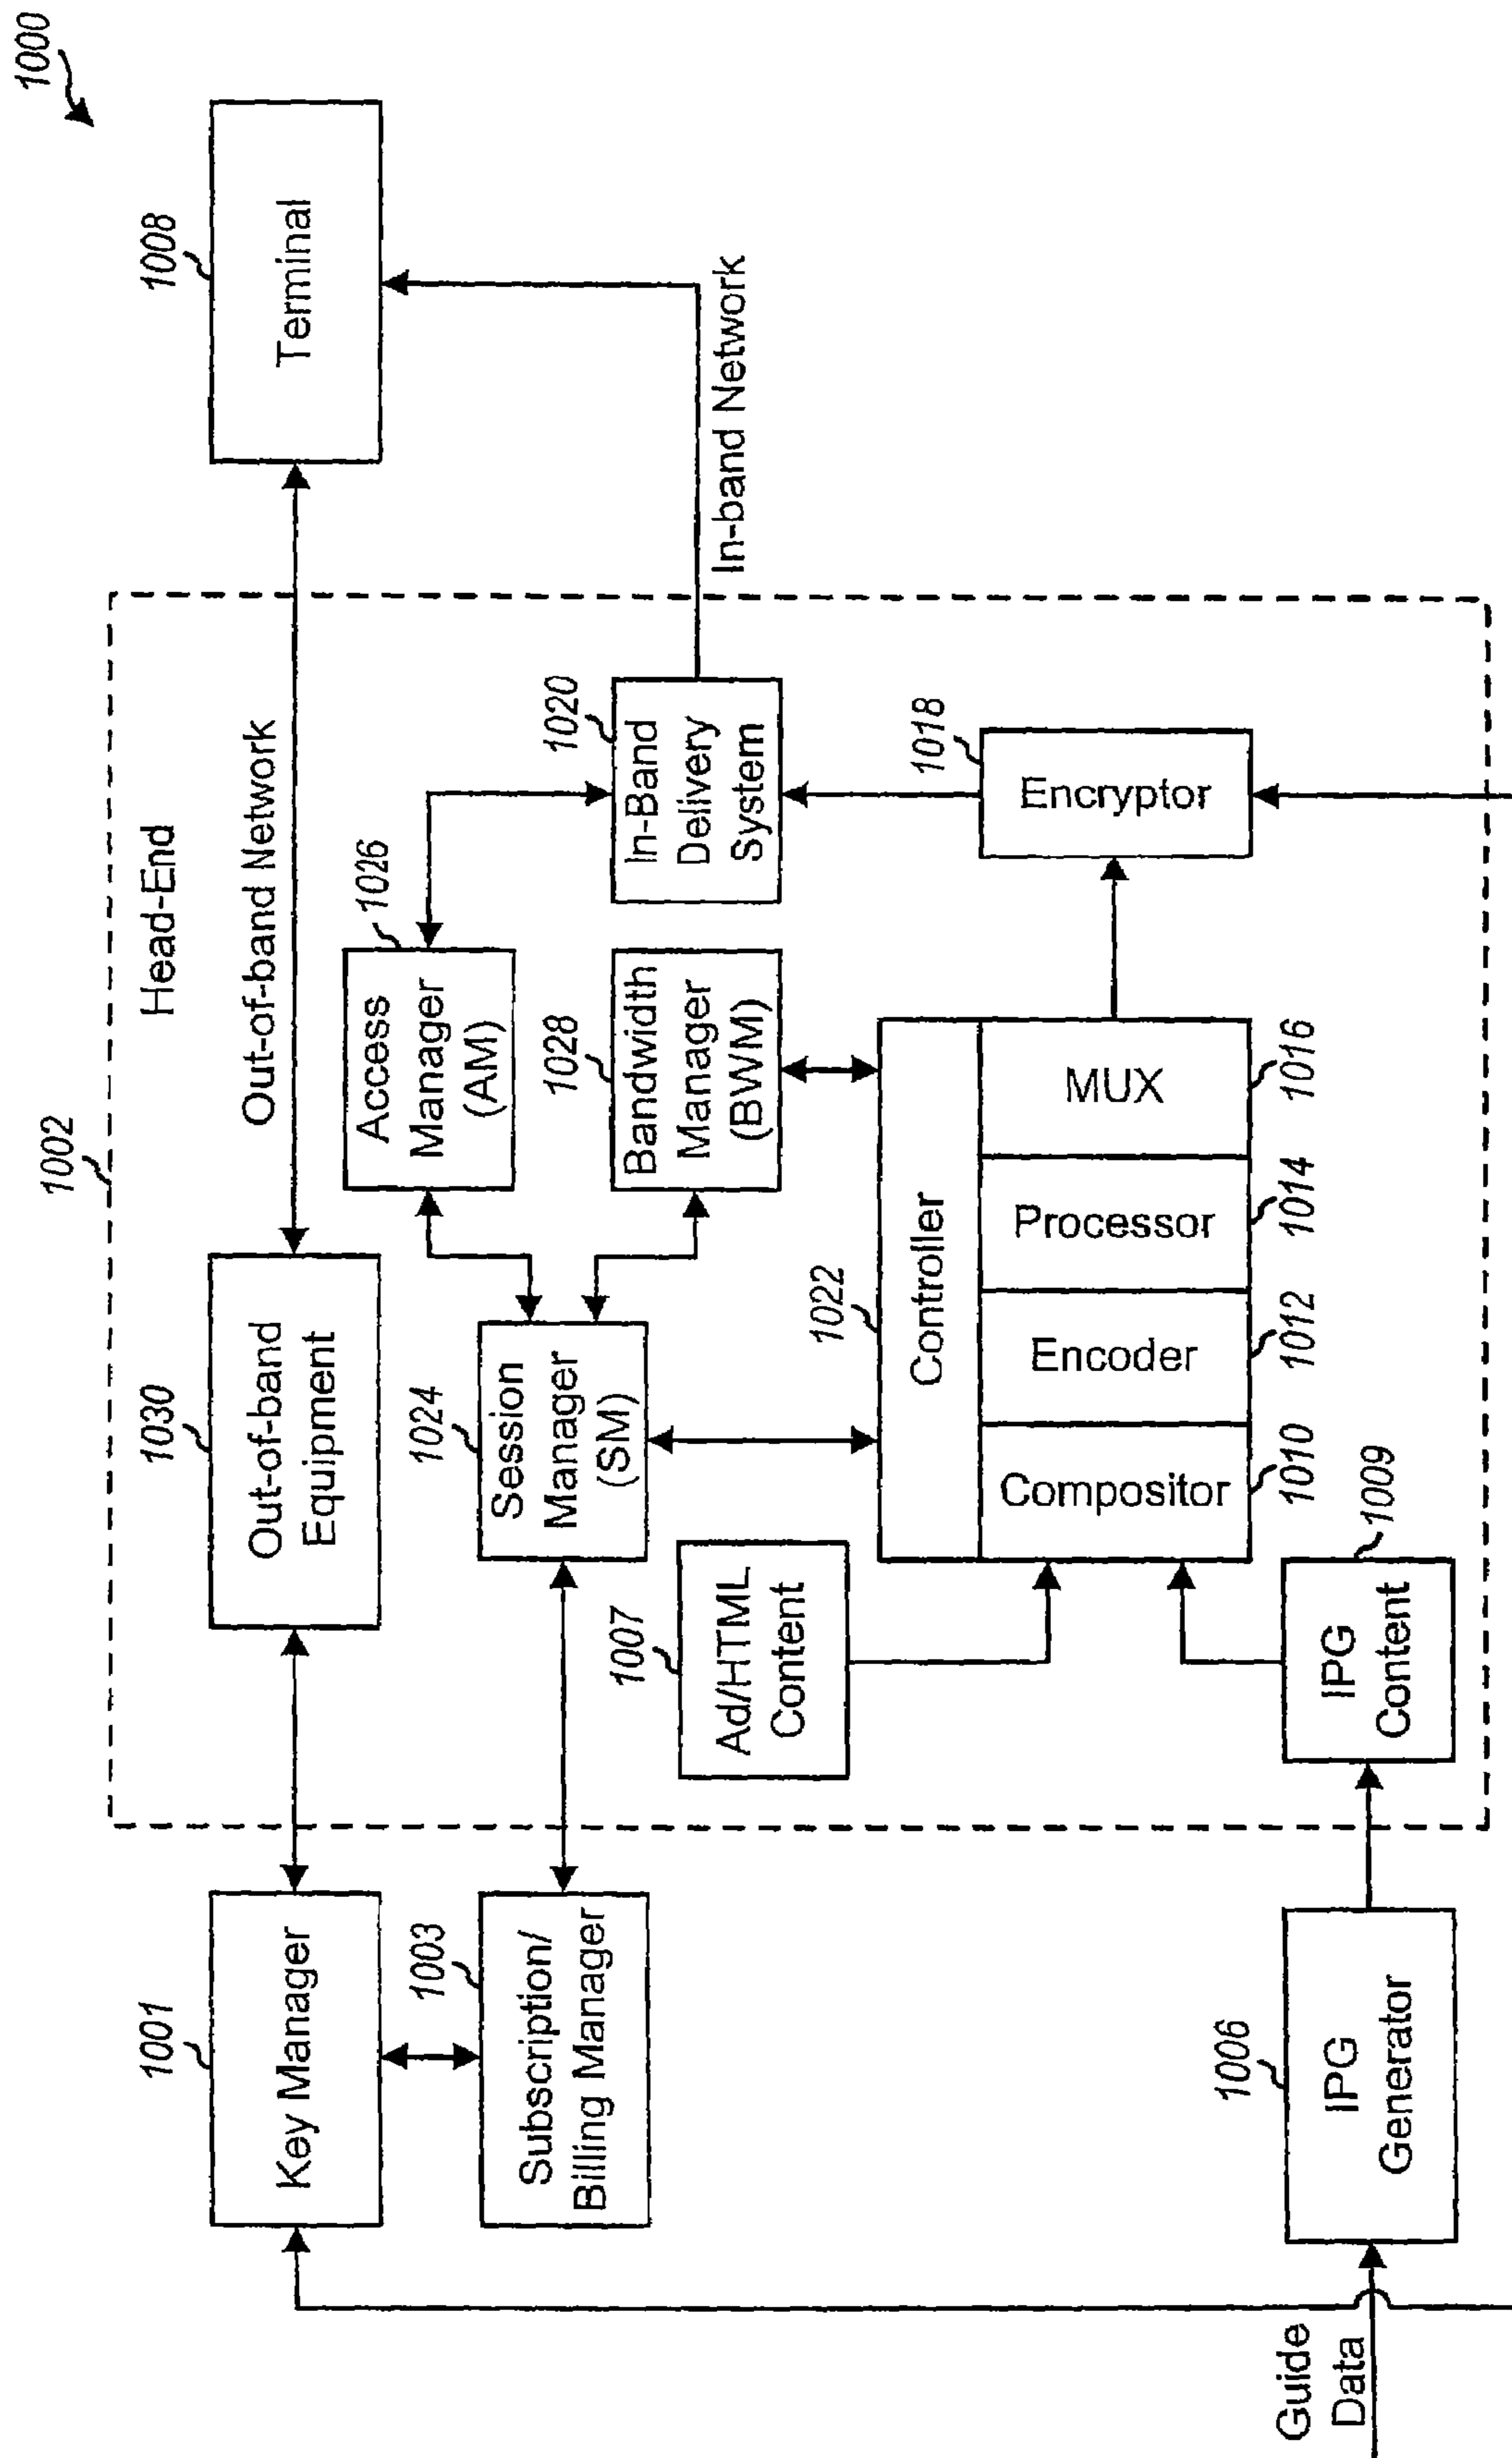 1000
1002
Head-End
1001
Key Manager
1030
Out-of-band
Equipment
Out-of-band Network
1008
Terminal
1003
Subscription/
Billing Manager
1024
Session
Manager
(SM)
1026
Access
Manager
(AM)
1028
Bandwidth
Manager
(BWM)
1020
In-Band
Delivery
System
In-band Network
1007
Ad/HTML
Content
1022
Controller
Compositor
Encoder
Processor
MUX
1010
1012
1014
1016
1018
Encryptor
1009
IPG
Content
1006
IPG
Generator
Guide
Data